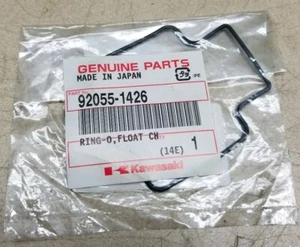 GENUINE PARTS
MADE IN JAPAN
PE
92055-1426
RING-O,FLOAT CH
(14E) 1
Kawasaki